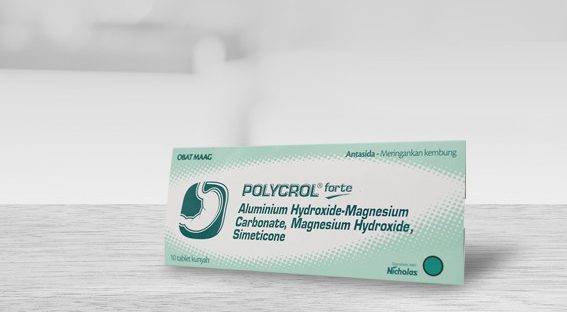 OBAT MAAG
Antasida - Meringankan kembung
POLYCROL® forte
Aluminium Hydroxide-Magnesium
Carbonate, Magnesium Hydroxide,
Simeticone
10 tablet kunyah
Nicholas